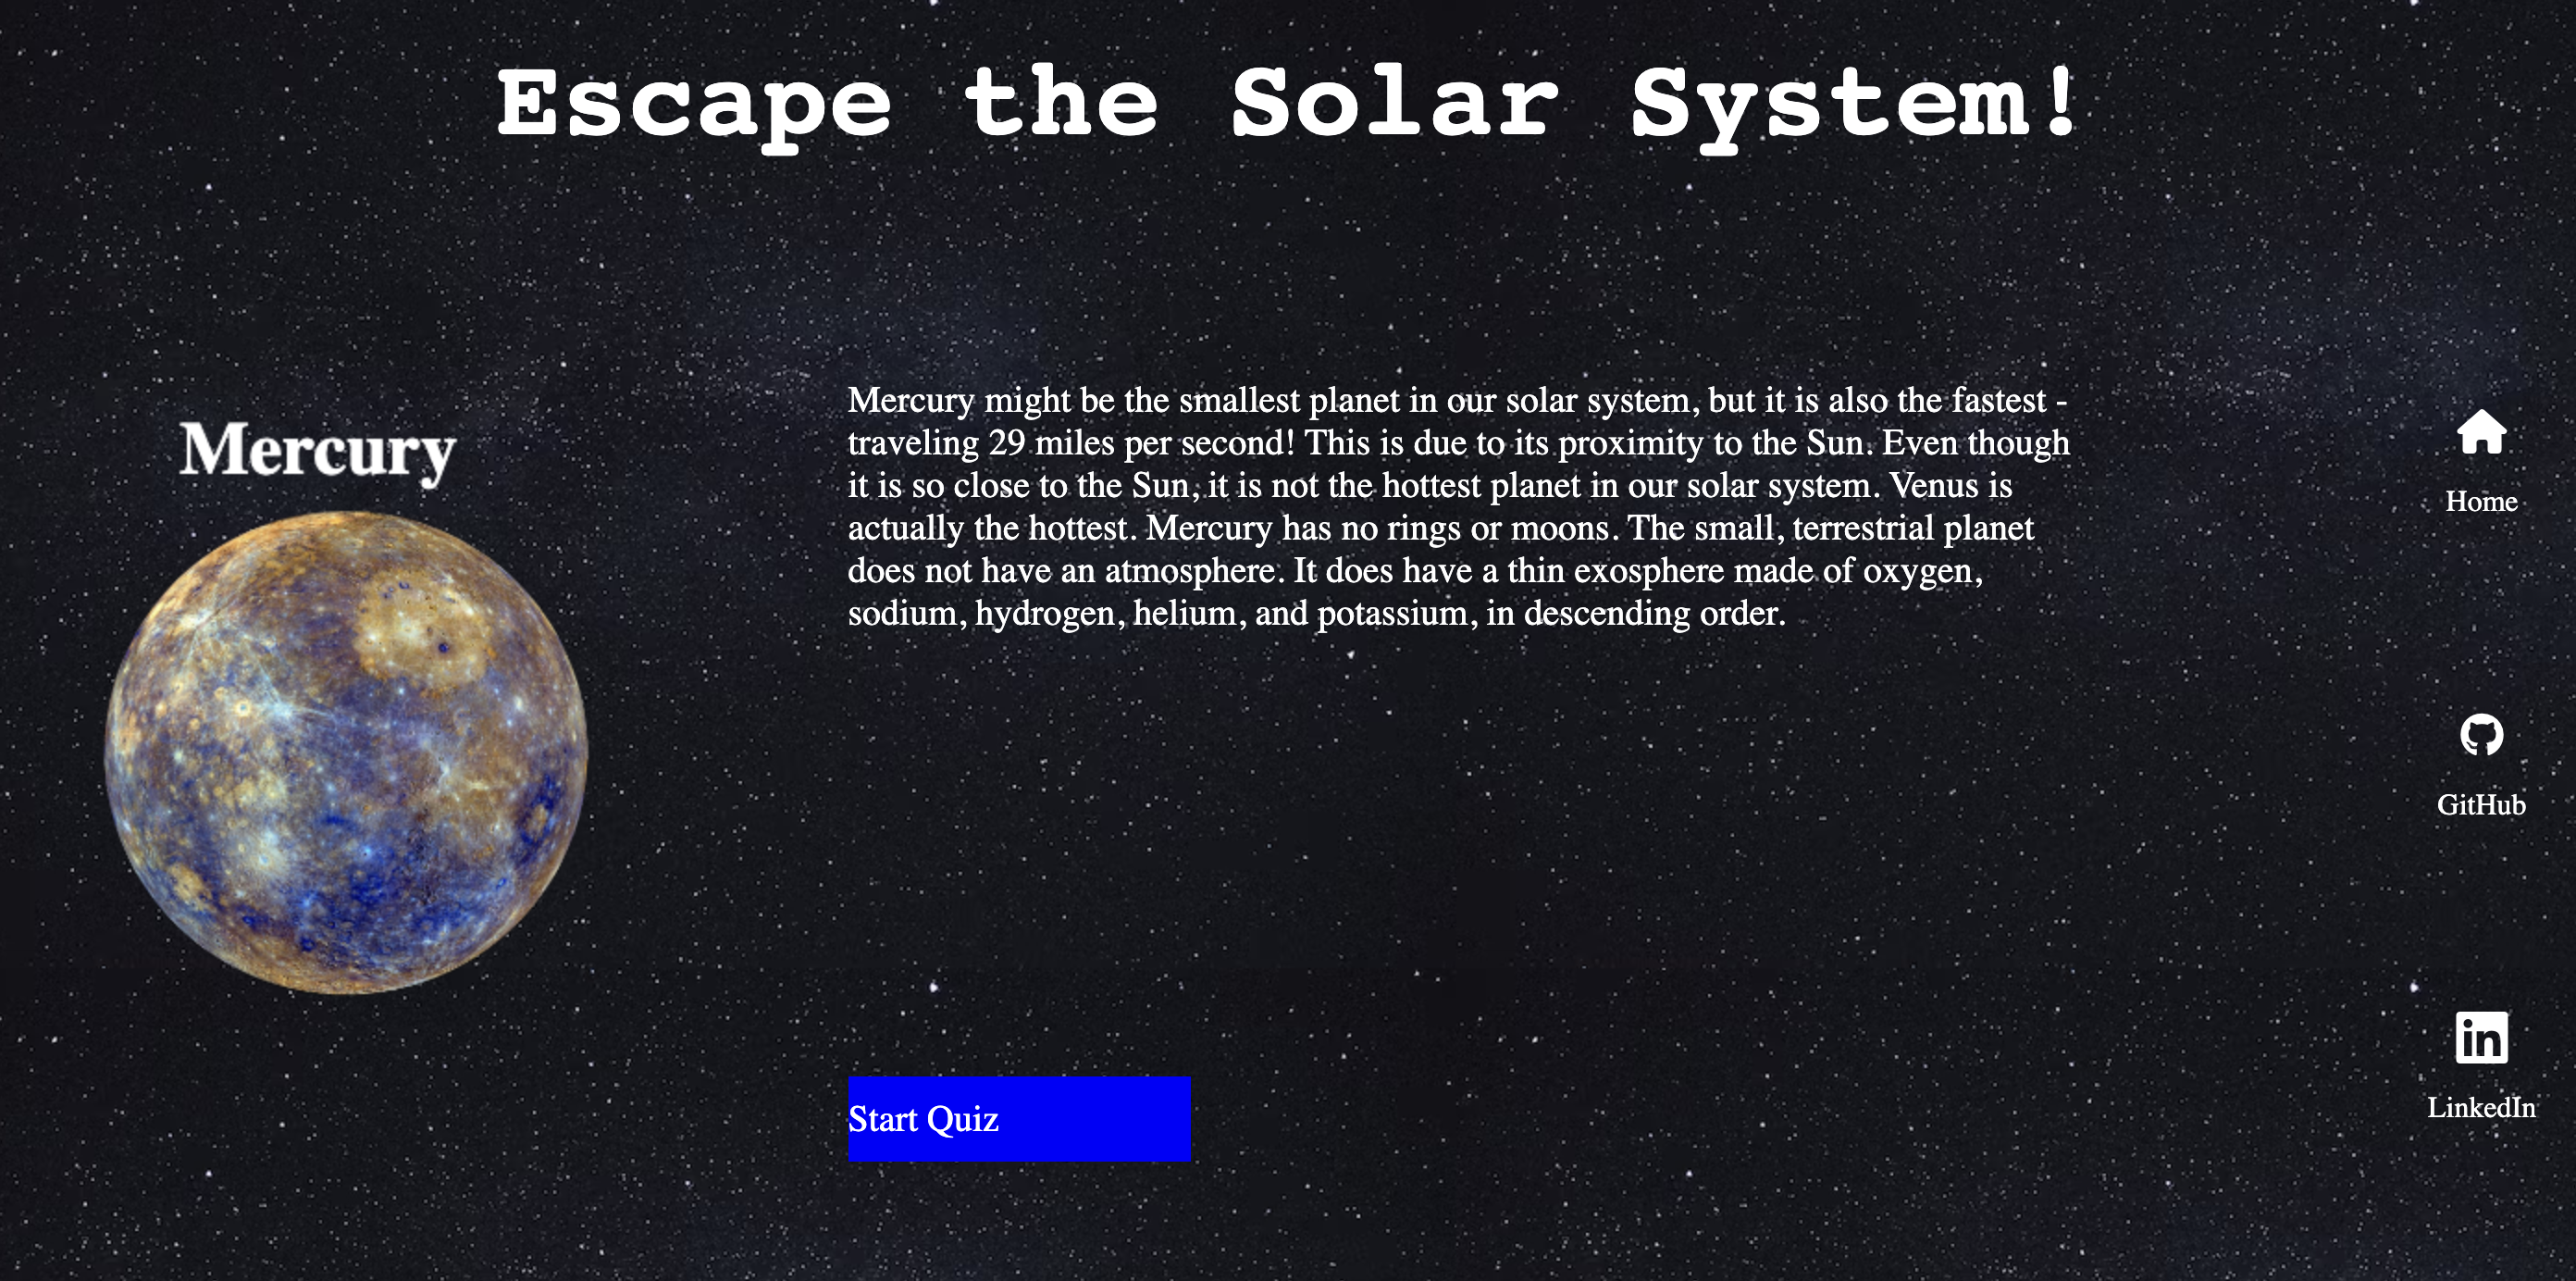 Escape the Solar System!
Mercury
Mercury might be the smallest planet in our solar system, but it is also the fastest -
traveling 29 miles per second! This is due to its proximity to the Sun. Even though
it is so close to the Sun, it is not the hottest planet in our solar system. Venus is
actually the hottest. Mercury has no rings or moons. The small, terrestrial planet
does not have an atmosphere. It does have a thin exosphere made of oxygen,
sodium, hydrogen, helium, and potassium, in descending order.
Start Quiz
Home
GitHub
in
LinkedIn